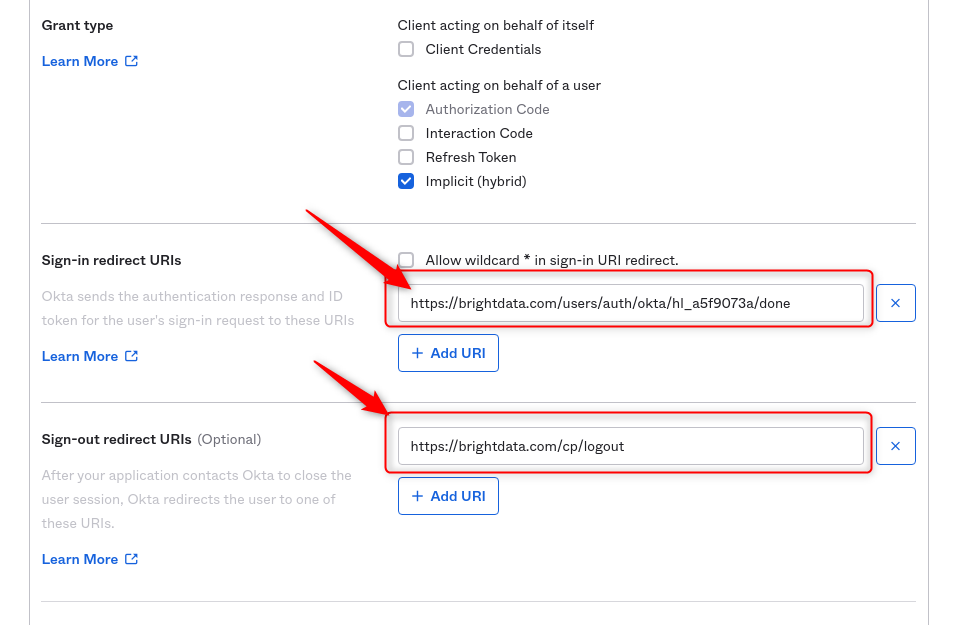 Grant type
Learn More
Client acting on behalf of itself
Client Credentials
Client acting on behalf of a user
Authorization Code
Interaction Code
Refresh Token
Implicit (hybrid)
Sign-in redirect URIs
Okta sends the authentication response and ID
token for the user's sign-in request to these URIs
Learn More
Allow wildcard * in sign-in URI redirect.
https://brightdata.com/users/auth/okta/hl_a5f9073a/done
+ Add URI
Sign-out redirect URIs (Optional)
After your application contacts Okta to close the
user session, Okta redirects the user to one of
these URIs.
Learn More
https://brightdata.com/cp/logout
+ Add URI